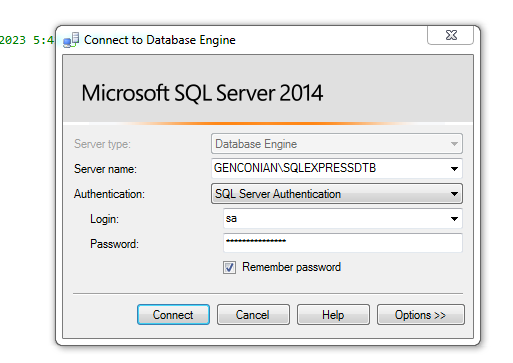 2023 5:4
Connect to Database Engine
Microsoft SQL Server 2014
Server type: Database Engine
Server name: GENCONIAN\SQLEXPRESSDTB
Authentication: SQL Server Authentication
Login: sa
Password: ***************
Remember password
Connect Cancel Help Options >>